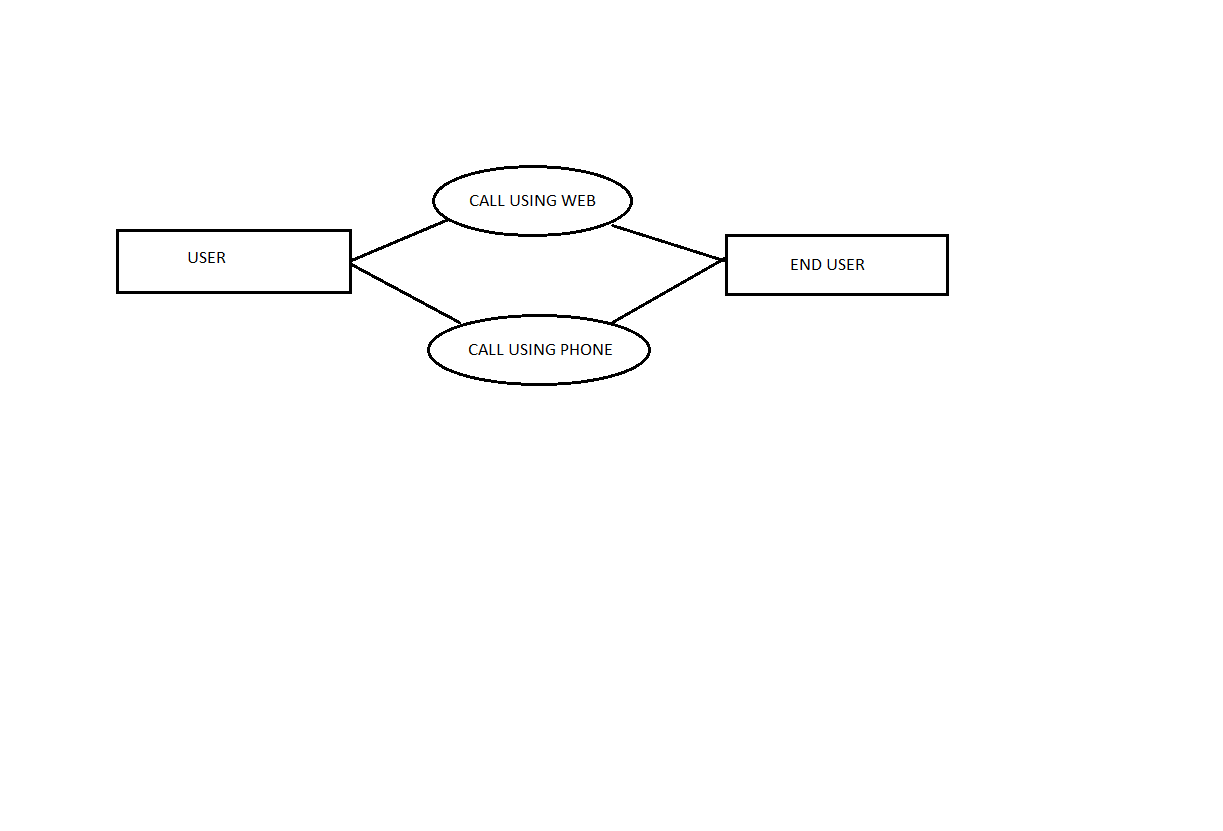 CALL USING WEB
USER
END USER
CALL USING PHONE